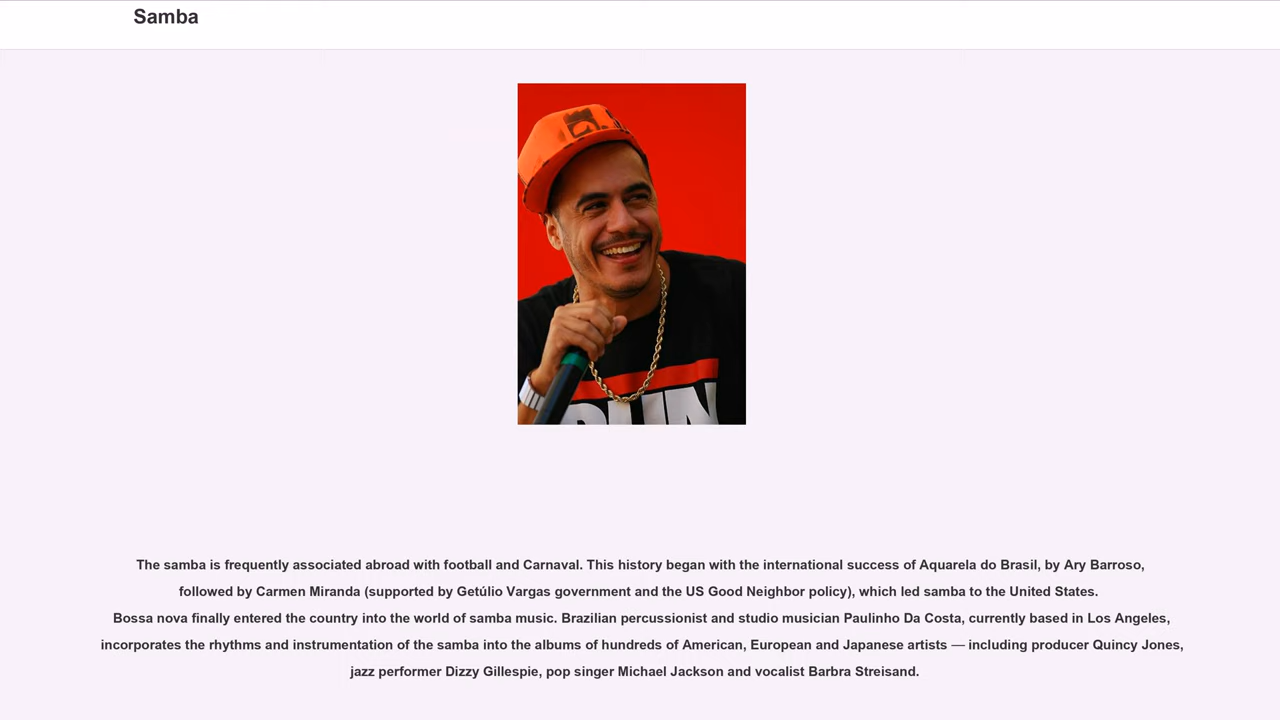 Samba
The samba is frequently associated abroad with football and Carnaval. This history began with the international success of Aquarela do Brasil, by Ary Barroso,
followed by Carmen Miranda (supported by Getúlio Vargas government and the US Good Neighbor policy), which led samba to the United States.
Bossa nova finally entered the country into the world of samba music. Brazilian percussionist and studio musician Paulinho Da Costa, currently based in Los Angeles,
incorporates the rhythms and instrumentation of the samba into the albums of hundreds of American, European and Japanese artists — including producer Quincy Jones,
jazz performer Dizzy Gillespie, pop singer Michael Jackson and vocalist Barbra Streisand.